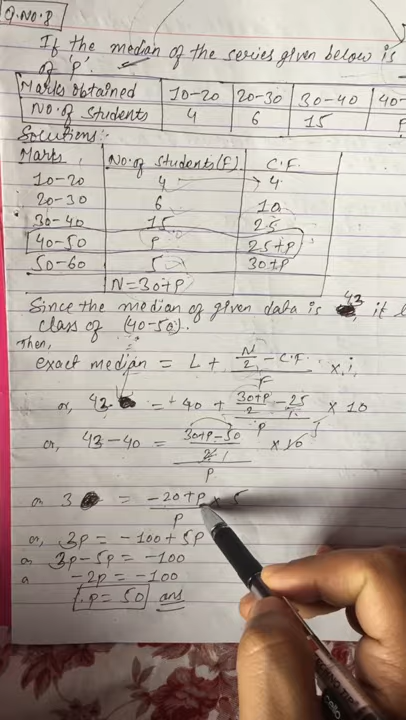 Q.NO.8
If the median of the series given below is
of 'p'.
Marks obtained 10-20 20-30 30-40 40-
No. of students 4 6 15 P
Solutions:-
Marks No. of students (F) C.F.
10-20 4 → 4
20-30 6 10
30-40 15 25
40-50 P 25+P
50-60 5 30+P
N=30+P
Since the median of given data is 43, it
class of (40-50).
Then,
exact median = L + N/2 - C.F / F × i
or, 43 = 40 + 30+P/2 - 25/1 / P × 10
or, 43-40 = 30+P-50 / 2 / P × 10
or 3 = -20+P / P × 5
or, 3P = -100+5P
or 3P-5P = -100
or -2P = -100
P = 50 ans
cello